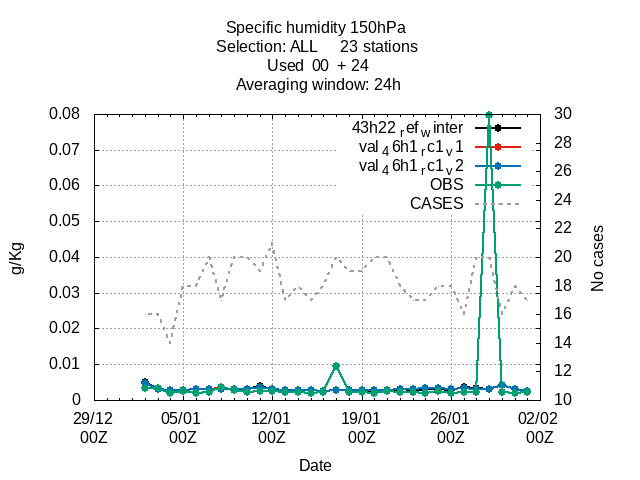 Specific humidity 150hPa
Selection: ALL 23 stations
Used 00 + 24
Averaging window: 24h
43h22refwinter
val46h1rc1v1
val46h1rc1v2
OBS
CASES
0.08
0.07
0.06
0.05
0.04
0.03
0.02
0.01
0
g/Kg
30
28
26
24
22
20
18
16
14
12
10
No cases
29/12 05/01 12/01 19/01 26/01 02/02
00Z 00Z 00Z 00Z 00Z 00Z
Date